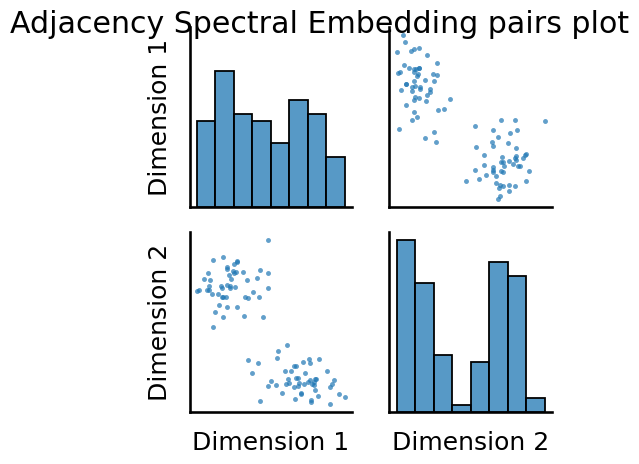 Adjacency Spectral Embedding pairs plot
Dimension 1
Dimension 2
Dimension 1
Dimension 2